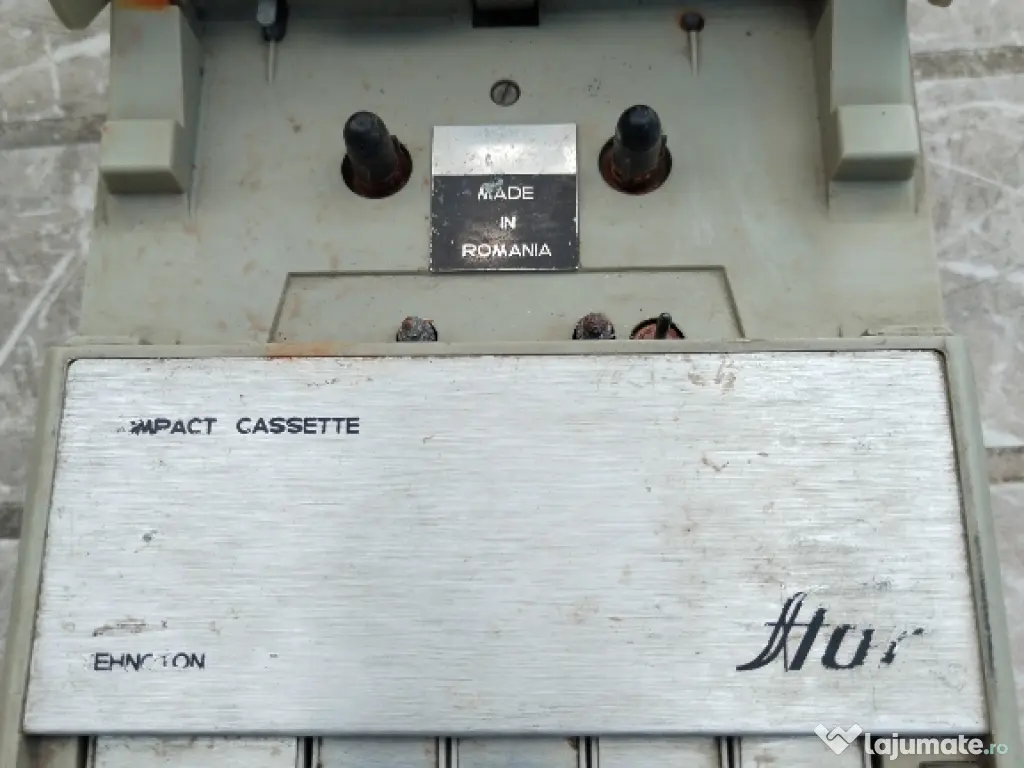 MADE
IN
ROMANIA
MPACT CASSETTE
EHNOTON
lajumate.ro